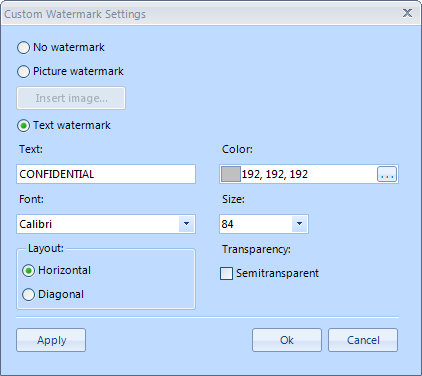 Custom Watermark Settings
No watermark
Picture watermark
Insert image...
Text watermark
Text: Color:
CONFIDENTIAL 192, 192, 192 ...
Font: Size:
Calibri 84
Layout: Transparency:
Horizontal Semitransparent
Diagonal
Apply Ok Cancel